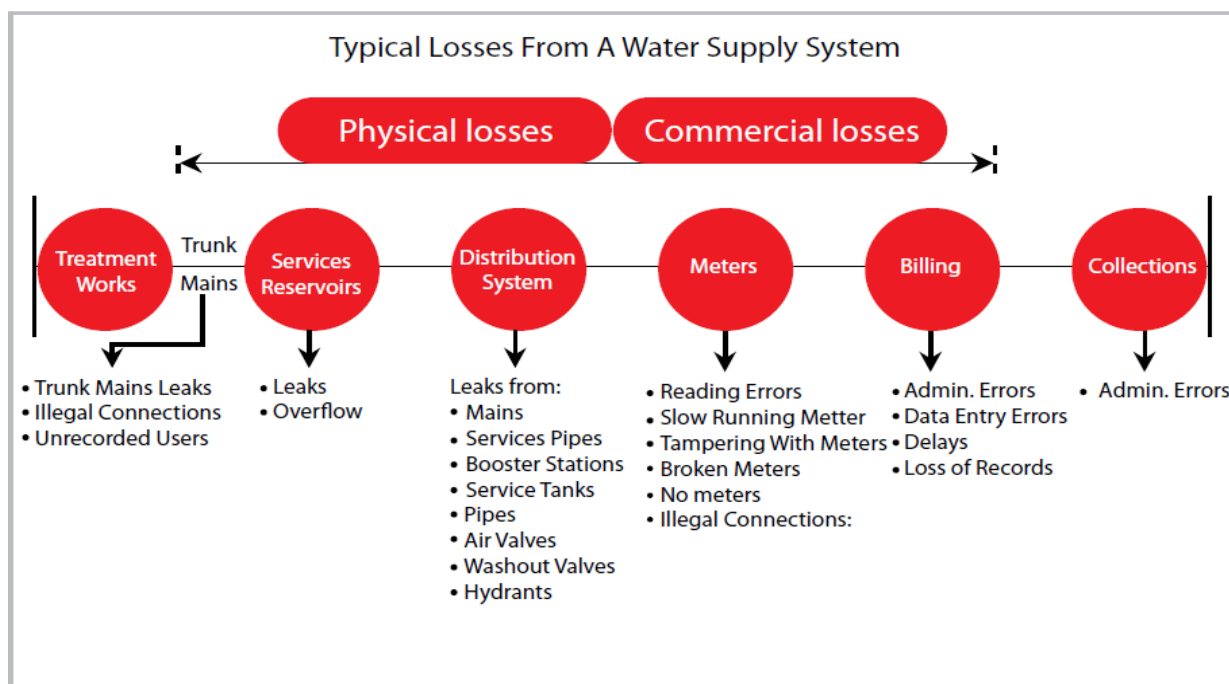 Typical Losses From A Water Supply System
Physical losses
Commercial losses
Treatment
Works
Trunk
Mains
Services
Reservoirs
Distribution
System
Meters
Billing
Collections
• Trunk Mains Leaks
• Illegal Connections
• Unrecorded Users
• Leaks
• Overflow
Leaks from:
• Mains
• Services Pipes
• Booster Stations
• Service Tanks
• Pipes
• Air Valves
• Washout Valves
• Hydrants
• Reading Errors
• Slow Running Metter
• Tampering With Meters
• Broken Meters
• No meters
• Illegal Connections:
• Admin. Errors
• Data Entry Errors
• Delays
• Loss of Records
• Admin. Errors